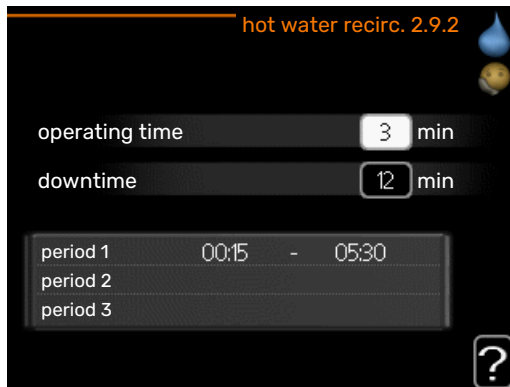 hot water recirc. 2.9.2
operating time 3 min
downtime 12 min
period 1 00:15 - 05:30
period 2
period 3
?